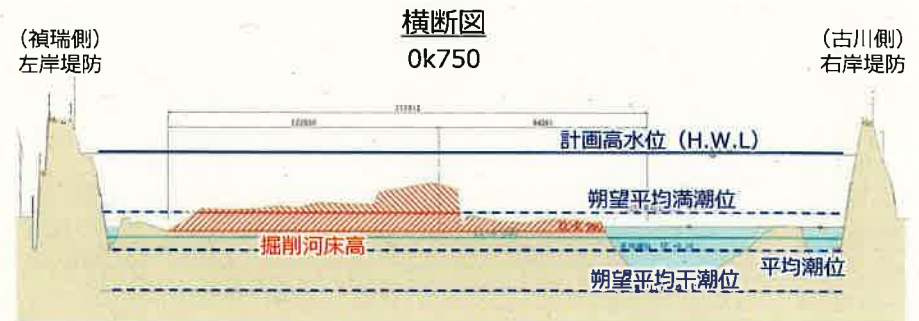 横断図
0k750
(禎瑞側)
左岸堤防
(古川側)
右岸堤防
計画高水位（H.W.L）
朔望平均満潮位
掘削河床高
平均潮位
朔望平均干潮位